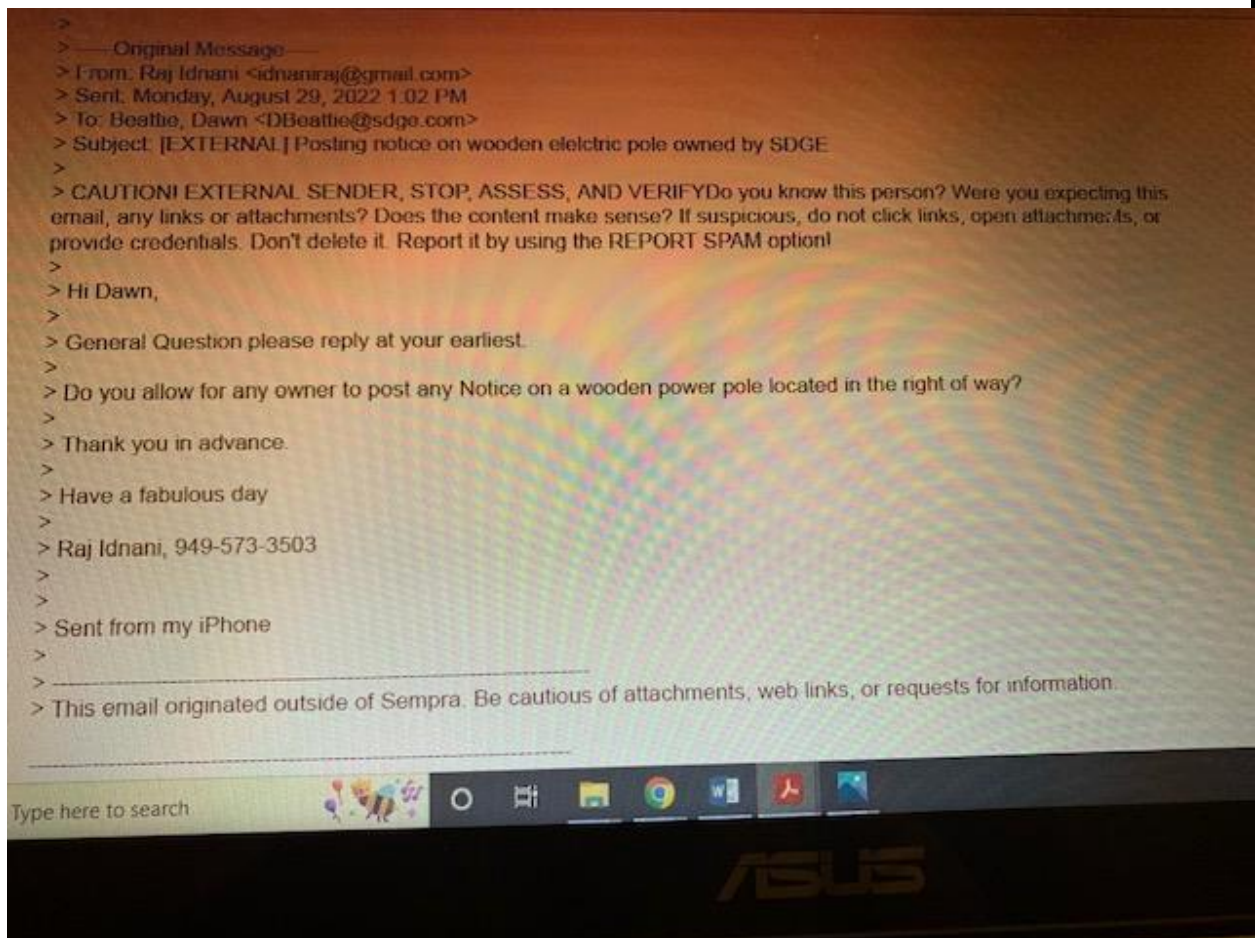 >
> ----Original Message----
> From: Raj Idnani <idnaniraj@gmail.com>
> Sent: Monday, August 29, 2022 1:02 PM
> To: Beattie, Dawn <DBeattie@sdge.com>
> Subject: [EXTERNAL] Posting notice on wooden elelctric pole owned by SDGE
>
> CAUTION! EXTERNAL SENDER, STOP, ASSESS, AND VERIFYDo you know this person? Were you expecting this
email, any links or attachments? Does the content make sense? If suspicious, do not click links, open attachments, or
provide credentials. Don't delete it. Report it by using the REPORT SPAM option!
>
> Hi Dawn,
>
> General Question please reply at your earliest.
>
> Do you allow for any owner to post any Notice on a wooden power pole located in the right of way?
>
> Thank you in advance.
>
> Have a fabulous day
>
> Raj Idnani, 949-573-3503
>
>
> Sent from my iPhone
>
>
> This email originated outside of Sempra. Be cautious of attachments, web links, or requests for information.
Type here to search
W
ASUS